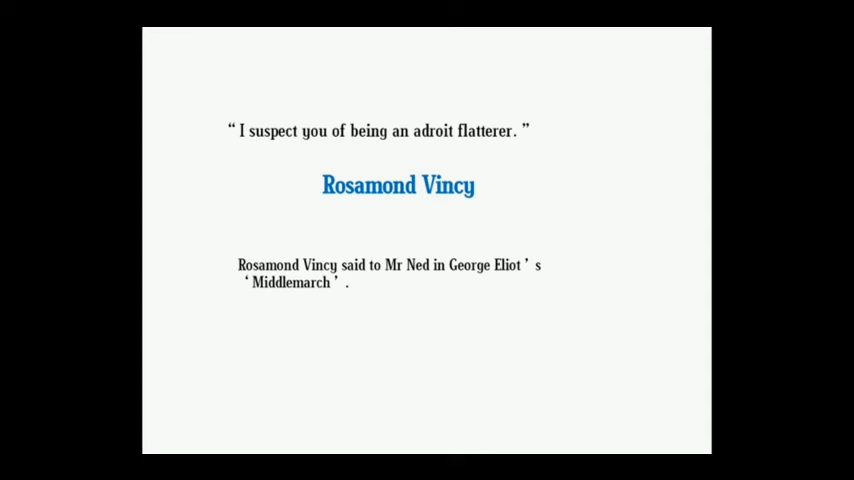 “ I suspect you of being an adroit flatterer. ”
Rosamond Vincy
Rosamond Vincy said to Mr Ned in George Eliot ’ s
‘ Middlemarch ’ .